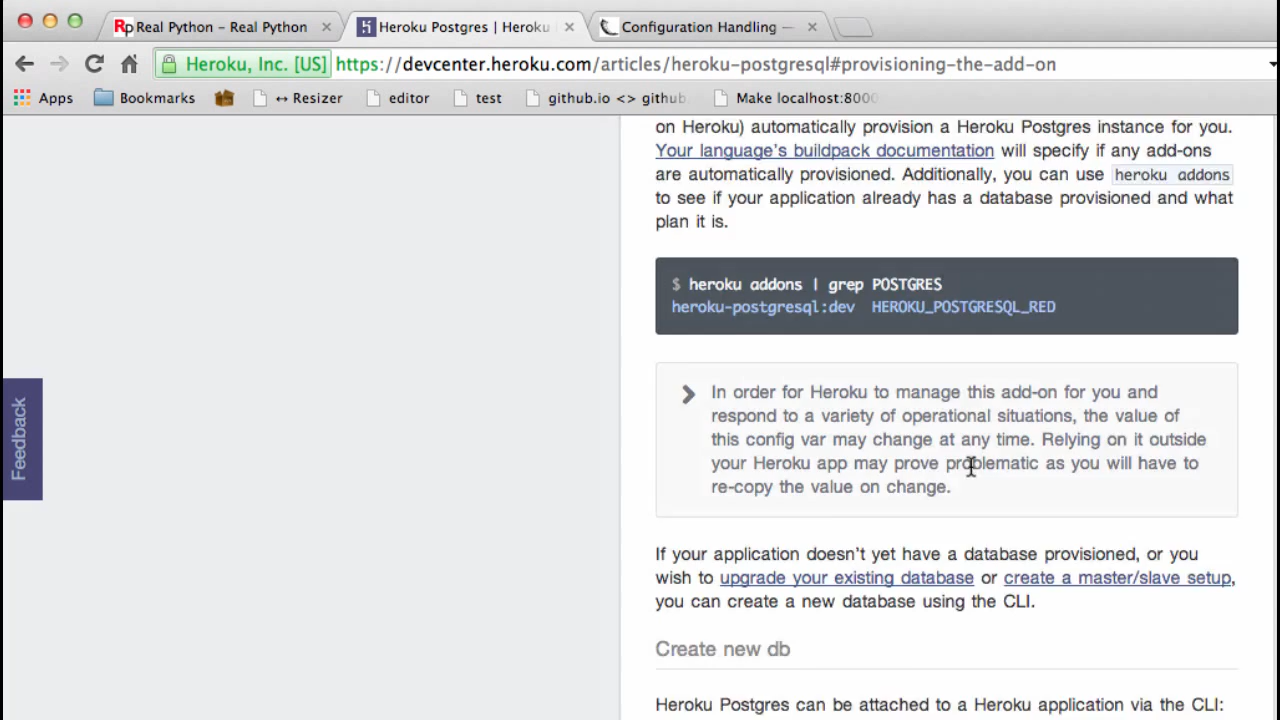 Real Python – Real Python
Heroku Postgres | Heroku
Configuration Handling —
Heroku, Inc. [US] https://devcenter.heroku.com/articles/heroku-postgresql#provisioning-the-add-on
Apps Bookmarks ↔ Resizer editor test github.io <> github. Make localhost:8000
on Heroku) automatically provision a Heroku Postgres instance for you.
Your language's buildpack documentation will specify if any add-ons
are automatically provisioned. Additionally, you can use heroku addons
to see if your application already has a database provisioned and what
plan it is.
$ heroku addons | grep POSTGRES
heroku-postgresql:dev HEROKU_POSTGRESQL_RED
In order for Heroku to manage this add-on for you and
respond to a variety of operational situations, the value of
this config var may change at any time. Relying on it outside
your Heroku app may prove problematic as you will have to
re-copy the value on change.
If your application doesn't yet have a database provisioned, or you
wish to upgrade your existing database or create a master/slave setup,
you can create a new database using the CLI.
Create new db
Heroku Postgres can be attached to a Heroku application via the CLI:
Feedback